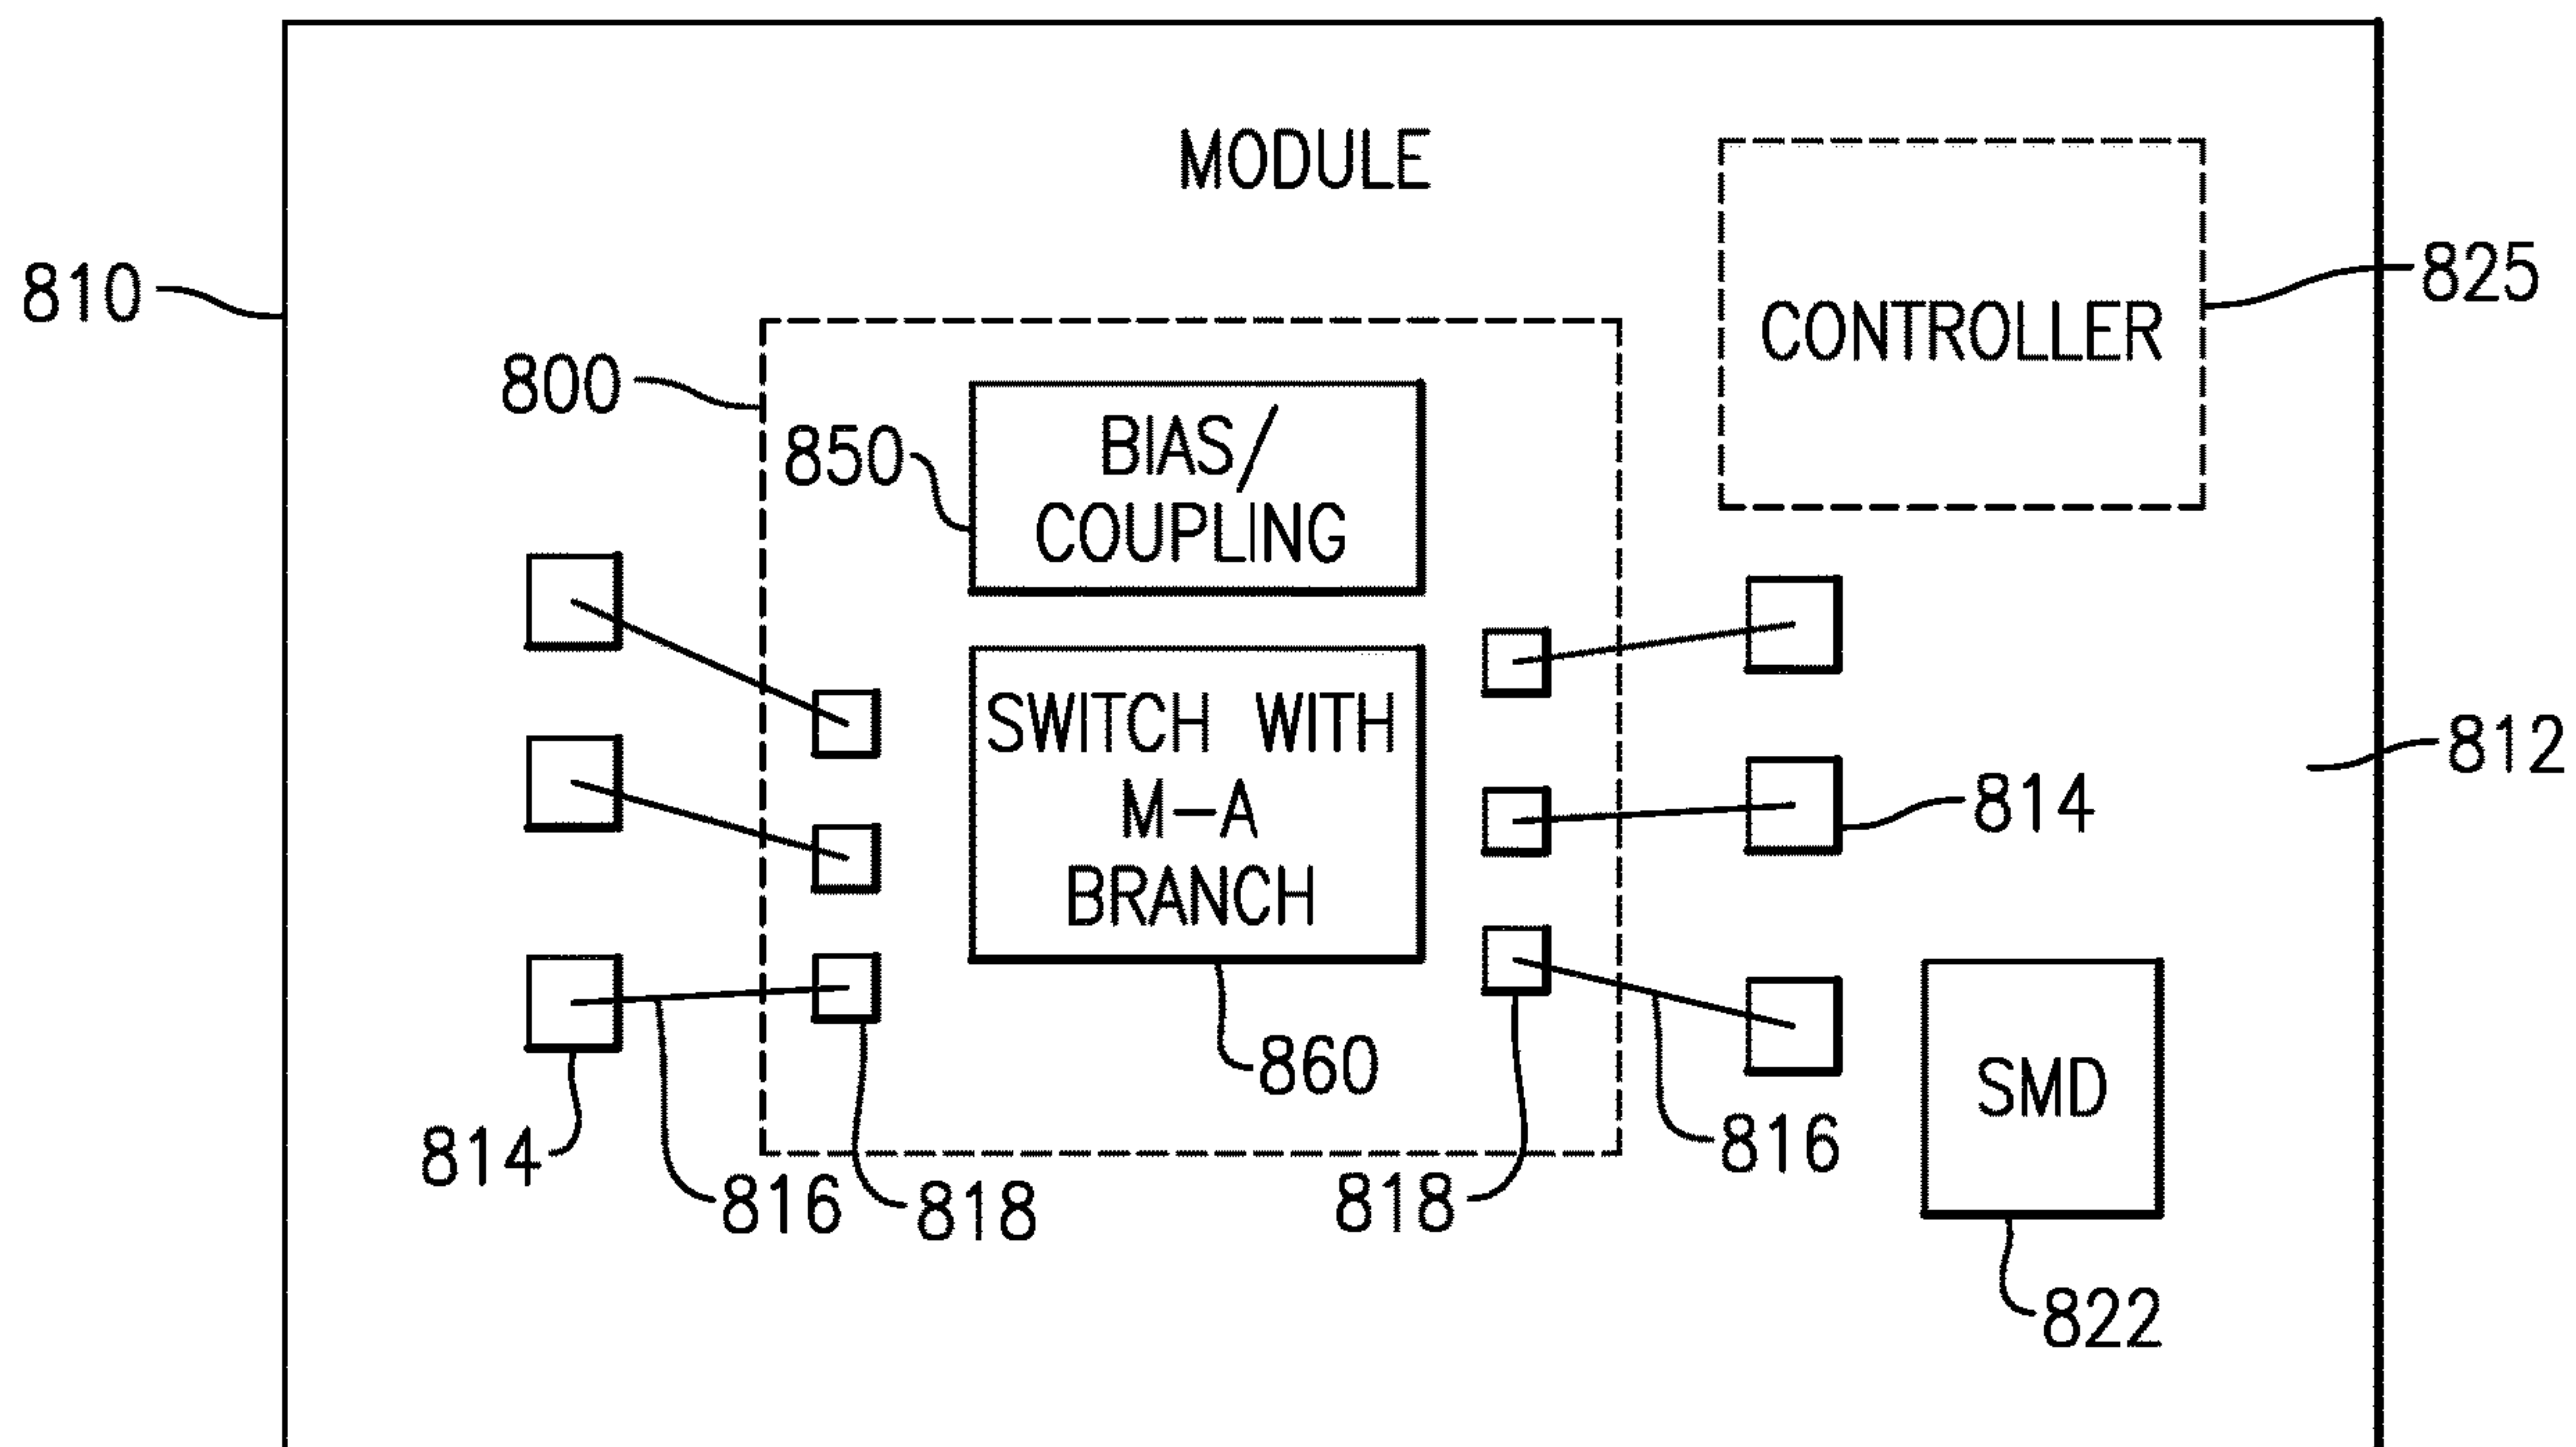 MODULE
810
825
CONTROLLER
800
850
BIAS/
COUPLING
SWITCH WITH
M-A
BRANCH
812
814
860
SMD
814
816
818
818
816
822